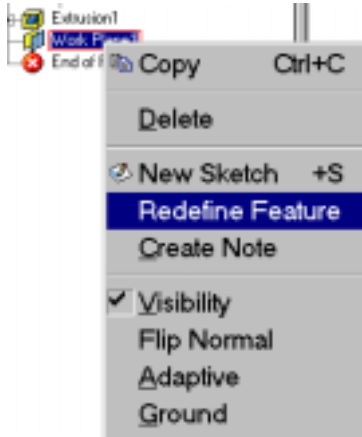 Extrusion1
Work Plane1
End of
Copy Ctrl+C
Delete
New Sketch +S
Redefine Feature
Create Note
Visibility
Flip Normal
Adaptive
Ground